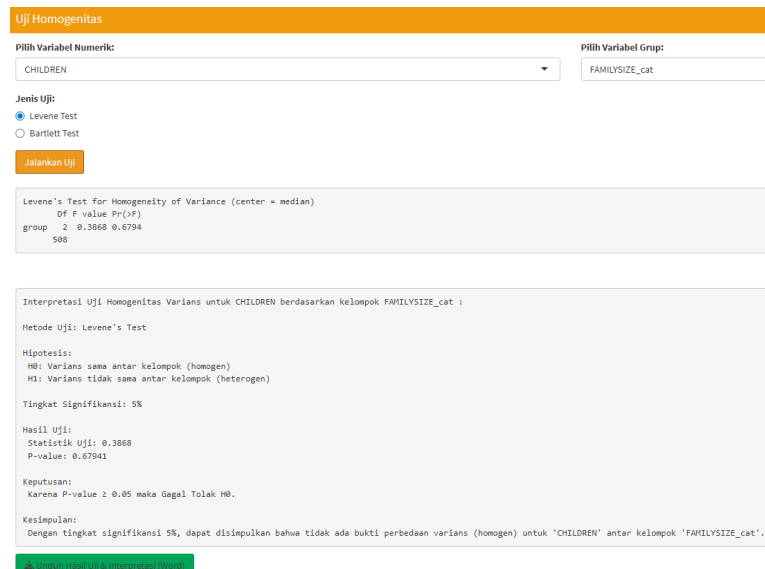 Uji Homogenitas
Pilih Variabel Numerik:
Pilih Variabel Grup:
CHILDREN
FAMILYSIZE_cat
Jenis Uji:
Levene Test
Bartlett Test
Jalankan Uji
Levene's Test for Homogeneity of Variance (center = median)
Df F value Pr(>F)
group 2 0.3868 0.6794
508
Interpretasi Uji Homogenitas Varians untuk CHILDREN berdasarkan kelompok FAMILYSIZE_cat :
Metode Uji: Levene's Test
Hipotesis:
H0: Varians sama antar kelompok (homogen)
H1: Varians tidak sama antar kelompok (heterogen)
Tingkat Signifikansi: 5%
Hasil Uji:
Statistik Uji: 0.3868
P-value: 0.67941
Keputusan:
Karena P-value ≥ 0.05 maka Gagal Tolak H0.
Kesimpulan:
Dengan tingkat signifikansi 5%, dapat disimpulkan bahwa tidak ada bukti perbedaan varians (homogen) untuk 'CHILDREN' antar kelompok 'FAMILYSIZE_cat'.
Unduh Hasil Uji & Interpretasi (Word)